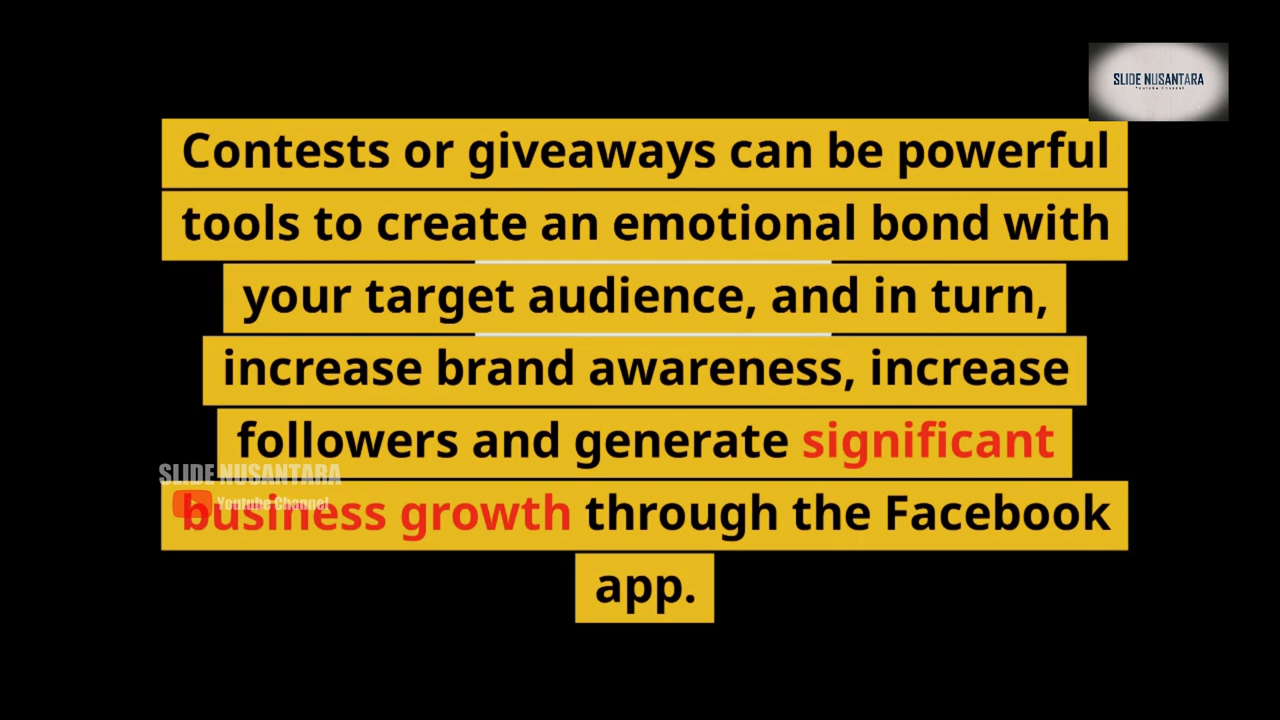 SLIDE NUSANTARA
Youtube Channel
Contests or giveaways can be powerful
tools to create an emotional bond with
your target audience, and in turn,
increase brand awareness, increase
followers and generate significant
business growth through the Facebook
app.
SLIDE NUSANTARA
Youtube Channel